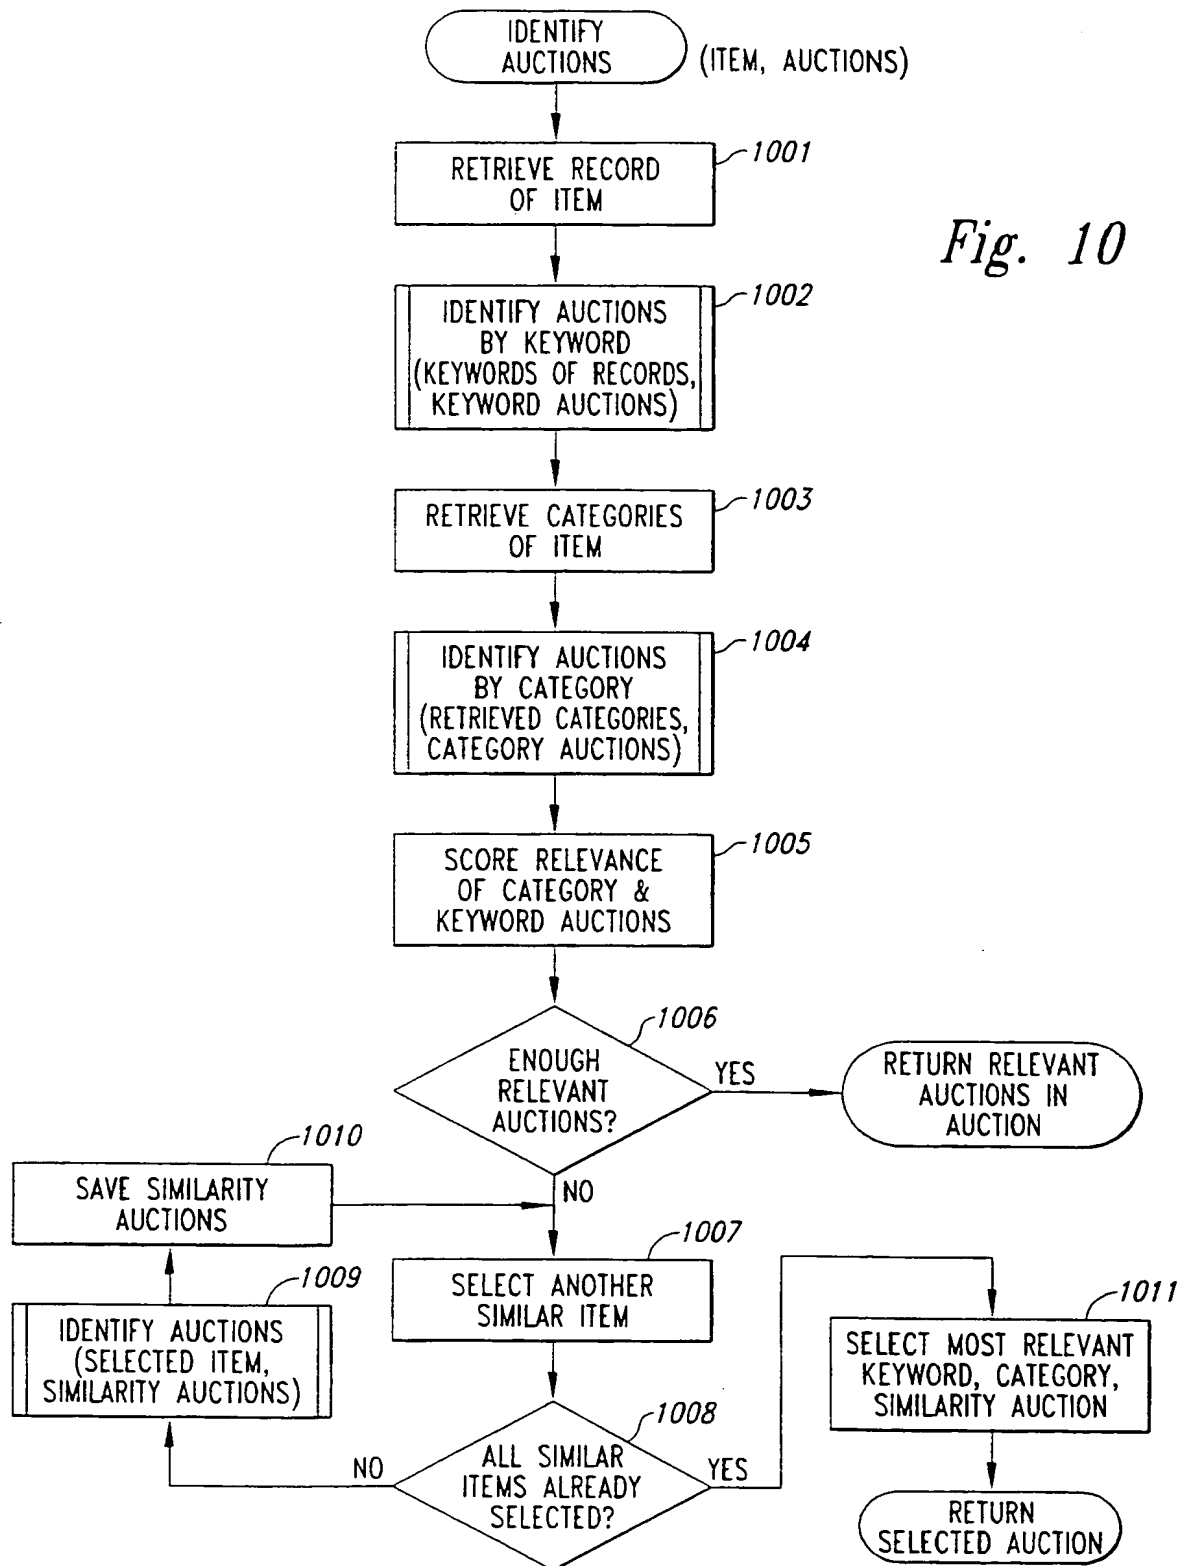 IDENTIFY
AUCTIONS
(ITEM, AUCTIONS)
1001
RETRIEVE RECORD
OF ITEM
Fig. 10
1002
IDENTIFY AUCTIONS
BY KEYWORD
(KEYWORDS OF RECORDS,
KEYWORD AUCTIONS)
1003
RETRIEVE CATEGORIES
OF ITEM
1004
IDENTIFY AUCTIONS
BY CATEGORY
(RETRIEVED CATEGORIES,
CATEGORY AUCTIONS)
1005
SCORE RELEVANCE
OF CATEGORY &
KEYWORD AUCTIONS
1006
ENOUGH
RELEVANT
AUCTIONS?
YES
RETURN RELEVANT
AUCTIONS IN
AUCTION
NO
1010
SAVE SIMILARITY
AUCTIONS
1007
SELECT ANOTHER
SIMILAR ITEM
1009
IDENTIFY AUCTIONS
(SELECTED ITEM,
SIMILARITY AUCTIONS)
1008
ALL SIMILAR
ITEMS ALREADY
SELECTED?
NO
YES
1011
SELECT MOST RELEVANT
KEYWORD, CATEGORY,
SIMILARITY AUCTION
RETURN
SELECTED AUCTION